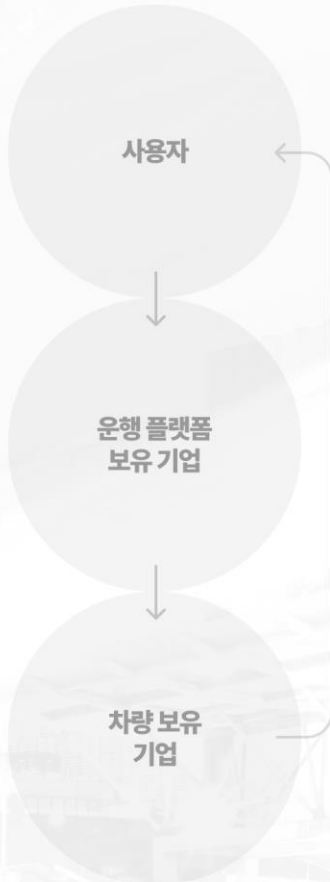 사용자
운행 플랫폼
보유 기업
차량 보유
기업